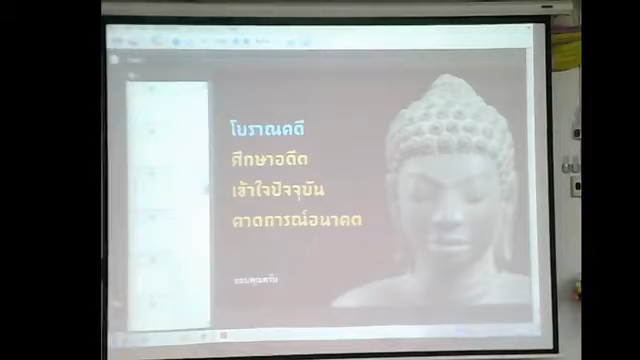 โบราณคดี
ศึกษาอดีต
เข้าใจปัจจุบัน
คาดการณ์อนาคต
ขอบคุณครับ